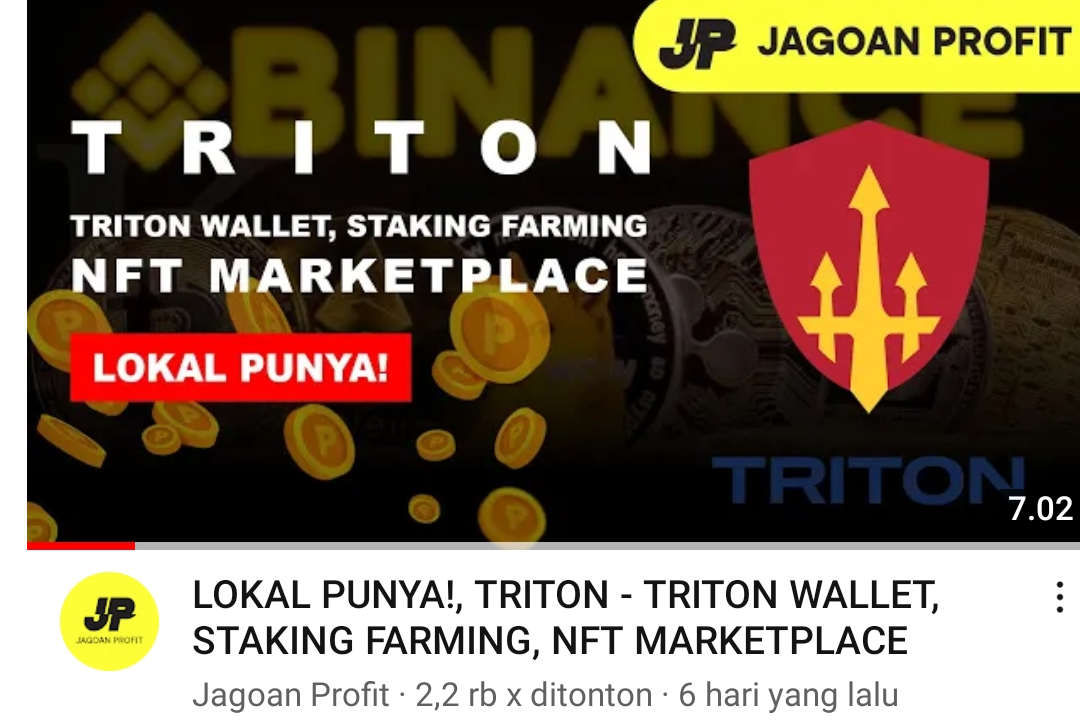 BINANCE
JP JAGOAN PROFIT
TRITON
TRITON WALLET, STAKING FARMING
NFT MARKETPLACE
LOKAL PUNYA!
TRITON
7.02
JP
JAGOAN PROFIT
LOKAL PUNYA!, TRITON - TRITON WALLET,
STAKING FARMING, NFT MARKETPLACE
Jagoan Profit · 2,2 rb x ditonton · 6 hari yang lalu